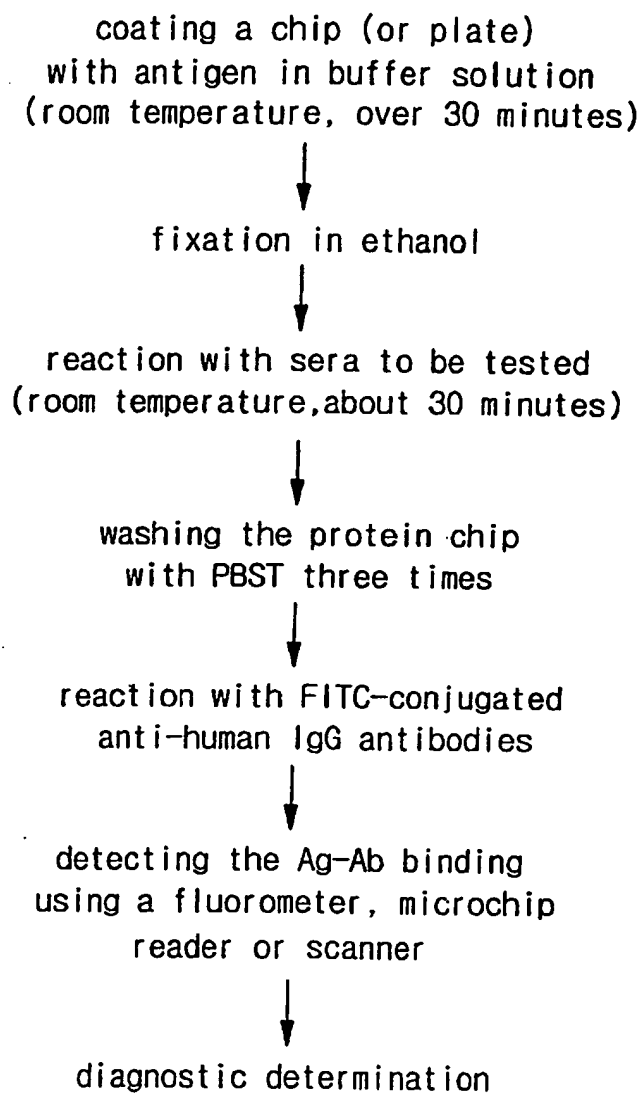 coating a chip (or plate)
with antigen in buffer solution
(room temperature, over 30 minutes)
fixation in ethanol
reaction with sera to be tested
(room temperature,about 30 minutes)
washing the protein chip
with PBST three times
reaction with FITC-conjugated
anti-human IgG antibodies
detecting the Ag-Ab binding
using a fluorometer, microchip
reader or scanner
diagnostic determination